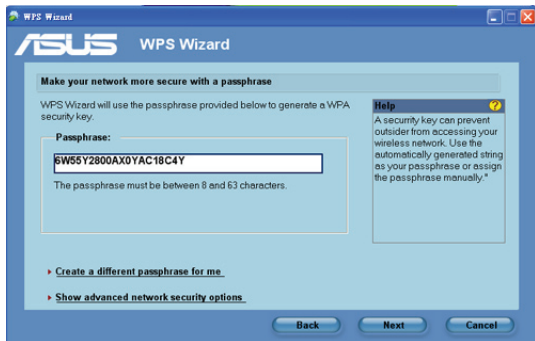 WPS Wizard
ASUS WPS Wizard
Make your network more secure with a passphrase
WPS Wizard will use the passphrase provided below to generate a WPA
security key.
Passphrase:
6W55Y2800AX0YAC18C4Y
The passphrase must be between 8 and 63 characters.
Help
A securrity key can prevent
outsider from accessing your
wireless network. Use the
automatically generated string
as your passphrase or assign
the passphrase manually."
Create a different passphrase for me
Show advanced network security options
Back Next Cancel